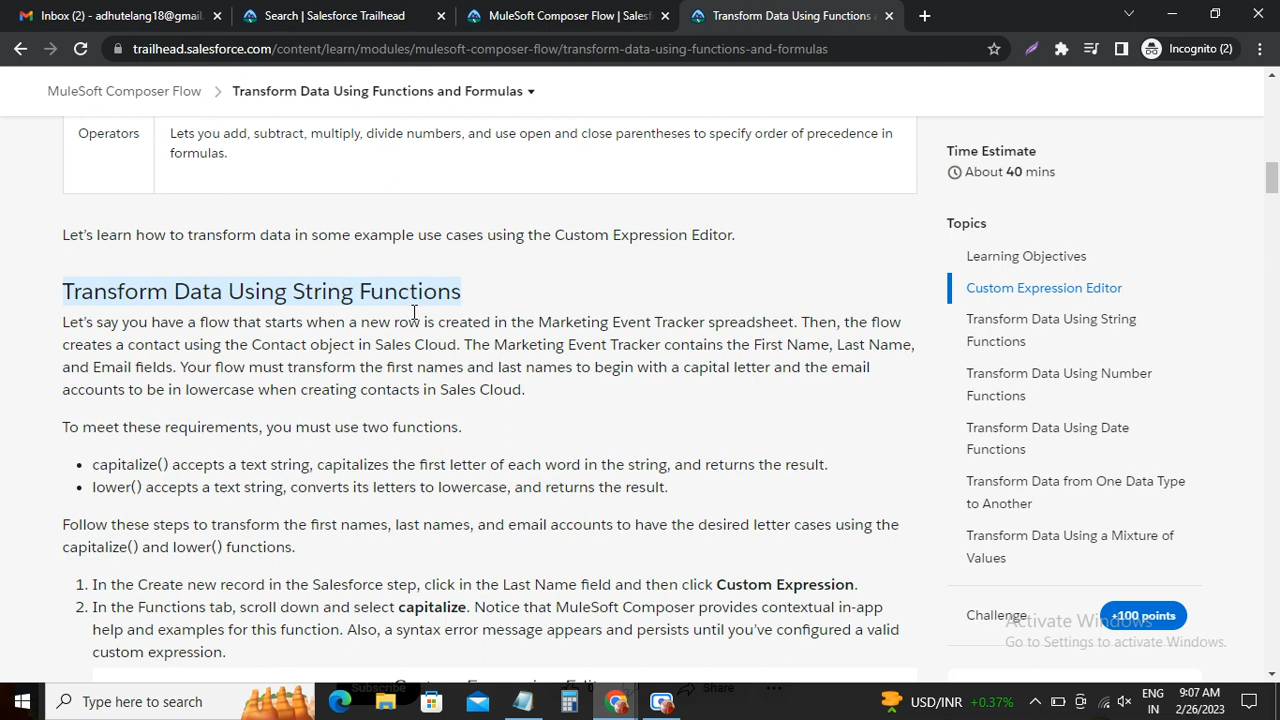 Inbox (2) - adhutelang18@gmail.
Search | Salesforce Trailhead
MuleSoft Composer Flow | Salesf
Transform Data Using Functions a
trailhead.salesforce.com/content/learn/modules/mulesoft-composer-flow/transform-data-using-functions-and-formulas
Incognito (2)
MuleSoft Composer Flow
Transform Data Using Functions and Formulas
Operators
Lets you add, subtract, multiply, divide numbers, and use open and close parentheses to specify order of precedence in
formulas.
Let’s learn how to transform data in some example use cases using the Custom Expression Editor.
Transform Data Using String Functions
Let’s say you have a flow that starts when a new row is created in the Marketing Event Tracker spreadsheet. Then, the flow
creates a contact using the Contact object in Sales Cloud. The Marketing Event Tracker contains the First Name, Last Name,
and Email fields. Your flow must transform the first names and last names to begin with a capital letter and the email
accounts to be in lowercase when creating contacts in Sales Cloud.
To meet these requirements, you must use two functions.
• capitalize() accepts a text string, capitalizes the first letter of each word in the string, and returns the result.
• lower() accepts a text string, converts its letters to lowercase, and returns the result.
Follow these steps to transform the first names, last names, and email accounts to have the desired letter cases using the
capitalize() and lower() functions.
1. In the Create new record in the Salesforce step, click in the Last Name field and then click Custom Expression.
2. In the Functions tab, scroll down and select capitalize. Notice that MuleSoft Composer provides contextual in-app
help and examples for this function. Also, a syntax error message appears and persists until you’ve configured a valid
custom expression.
Time Estimate
About 40 mins
Topics
Learning Objectives
Custom Expression Editor
Transform Data Using String
Functions
Transform Data Using Number
Functions
Transform Data Using Date
Functions
Transform Data from One Data Type
to Another
Transform Data Using a Mixture of
Values
Challenge
+100 points
Activate Windows
Go to Settings to activate Windows.
Subscribe
Share
Type here to search
USD/INR +0.37%
ENG
IN
9:07 AM
2/26/2023